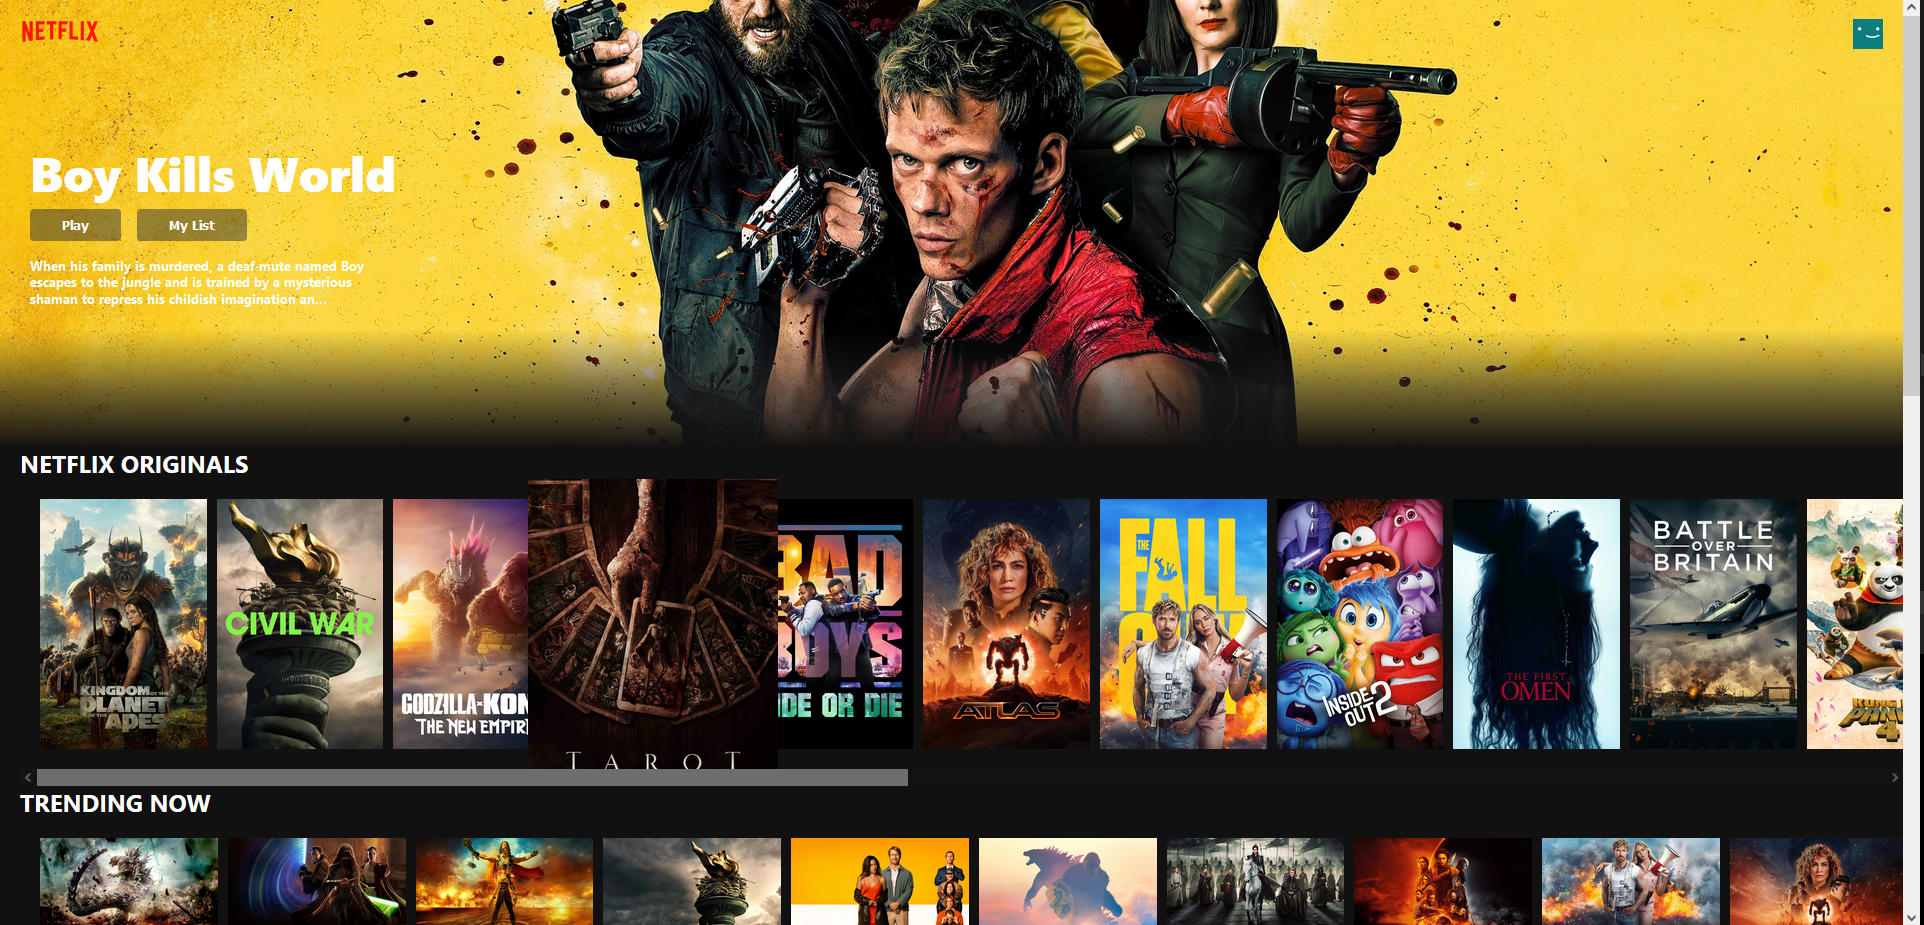 NETFLIX
Boy Kills World
Play
My List
When his family is murdered, a deaf-mute named Boy
escapes to the jungle and is trained by a mysterious
shaman to repress his childish imagination an...
NETFLIX ORIGINALS
KINGDOM OF THE
PLANET
OF THE APES
CIVIL WAR
GODZILLA x KON
THE NEW EMPIR
TAROT
BAD
BOYS
IDE OR DIE
ATLAS
THE
FALL
GUY
INSIDE
OUT 2
THE FIRST
OMEN
BATTLE
OVER
BRITAIN
KUNG
PAN
4
TRENDING NOW